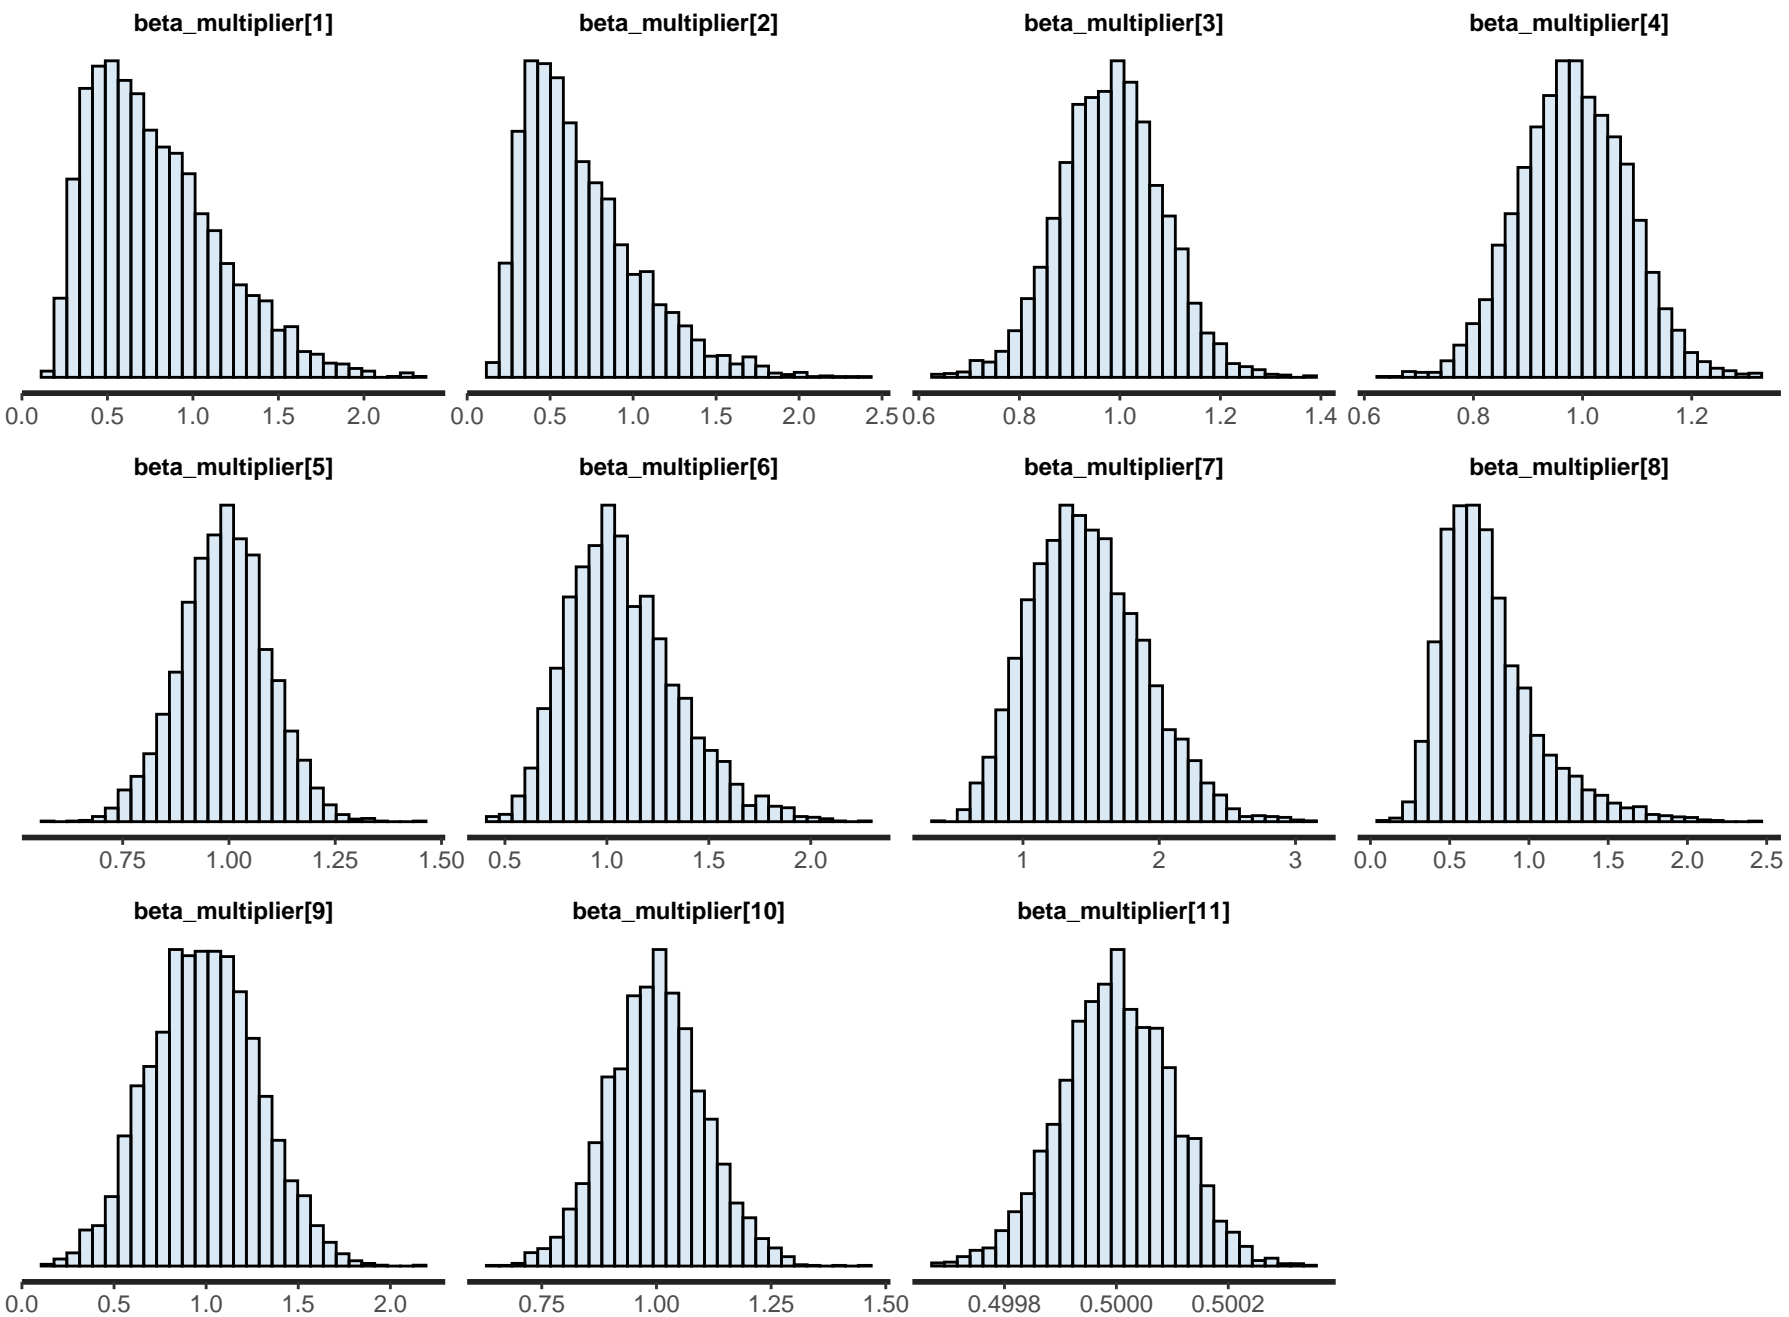 beta_multiplier[1] beta_multiplier[2] beta_multiplier[3] beta_multiplier[4]
0.0 0.5 1.0 1.5 2.0 0.0 0.5 1.0 1.5 2.0 2.5 0.6 0.8 1.0 1.2 1.4 0.6 0.8 1.0 1.2
beta_multiplier[5] beta_multiplier[6] beta_multiplier[7] beta_multiplier[8]
0.75 1.00 1.25 1.50 0.5 1.0 1.5 2.0 1 2 3 0.0 0.5 1.0 1.5 2.0 2.5
beta_multiplier[9] beta_multiplier[10] beta_multiplier[11]
0.0 0.5 1.0 1.5 2.0 0.75 1.00 1.25 1.50 0.4998 0.5000 0.5002